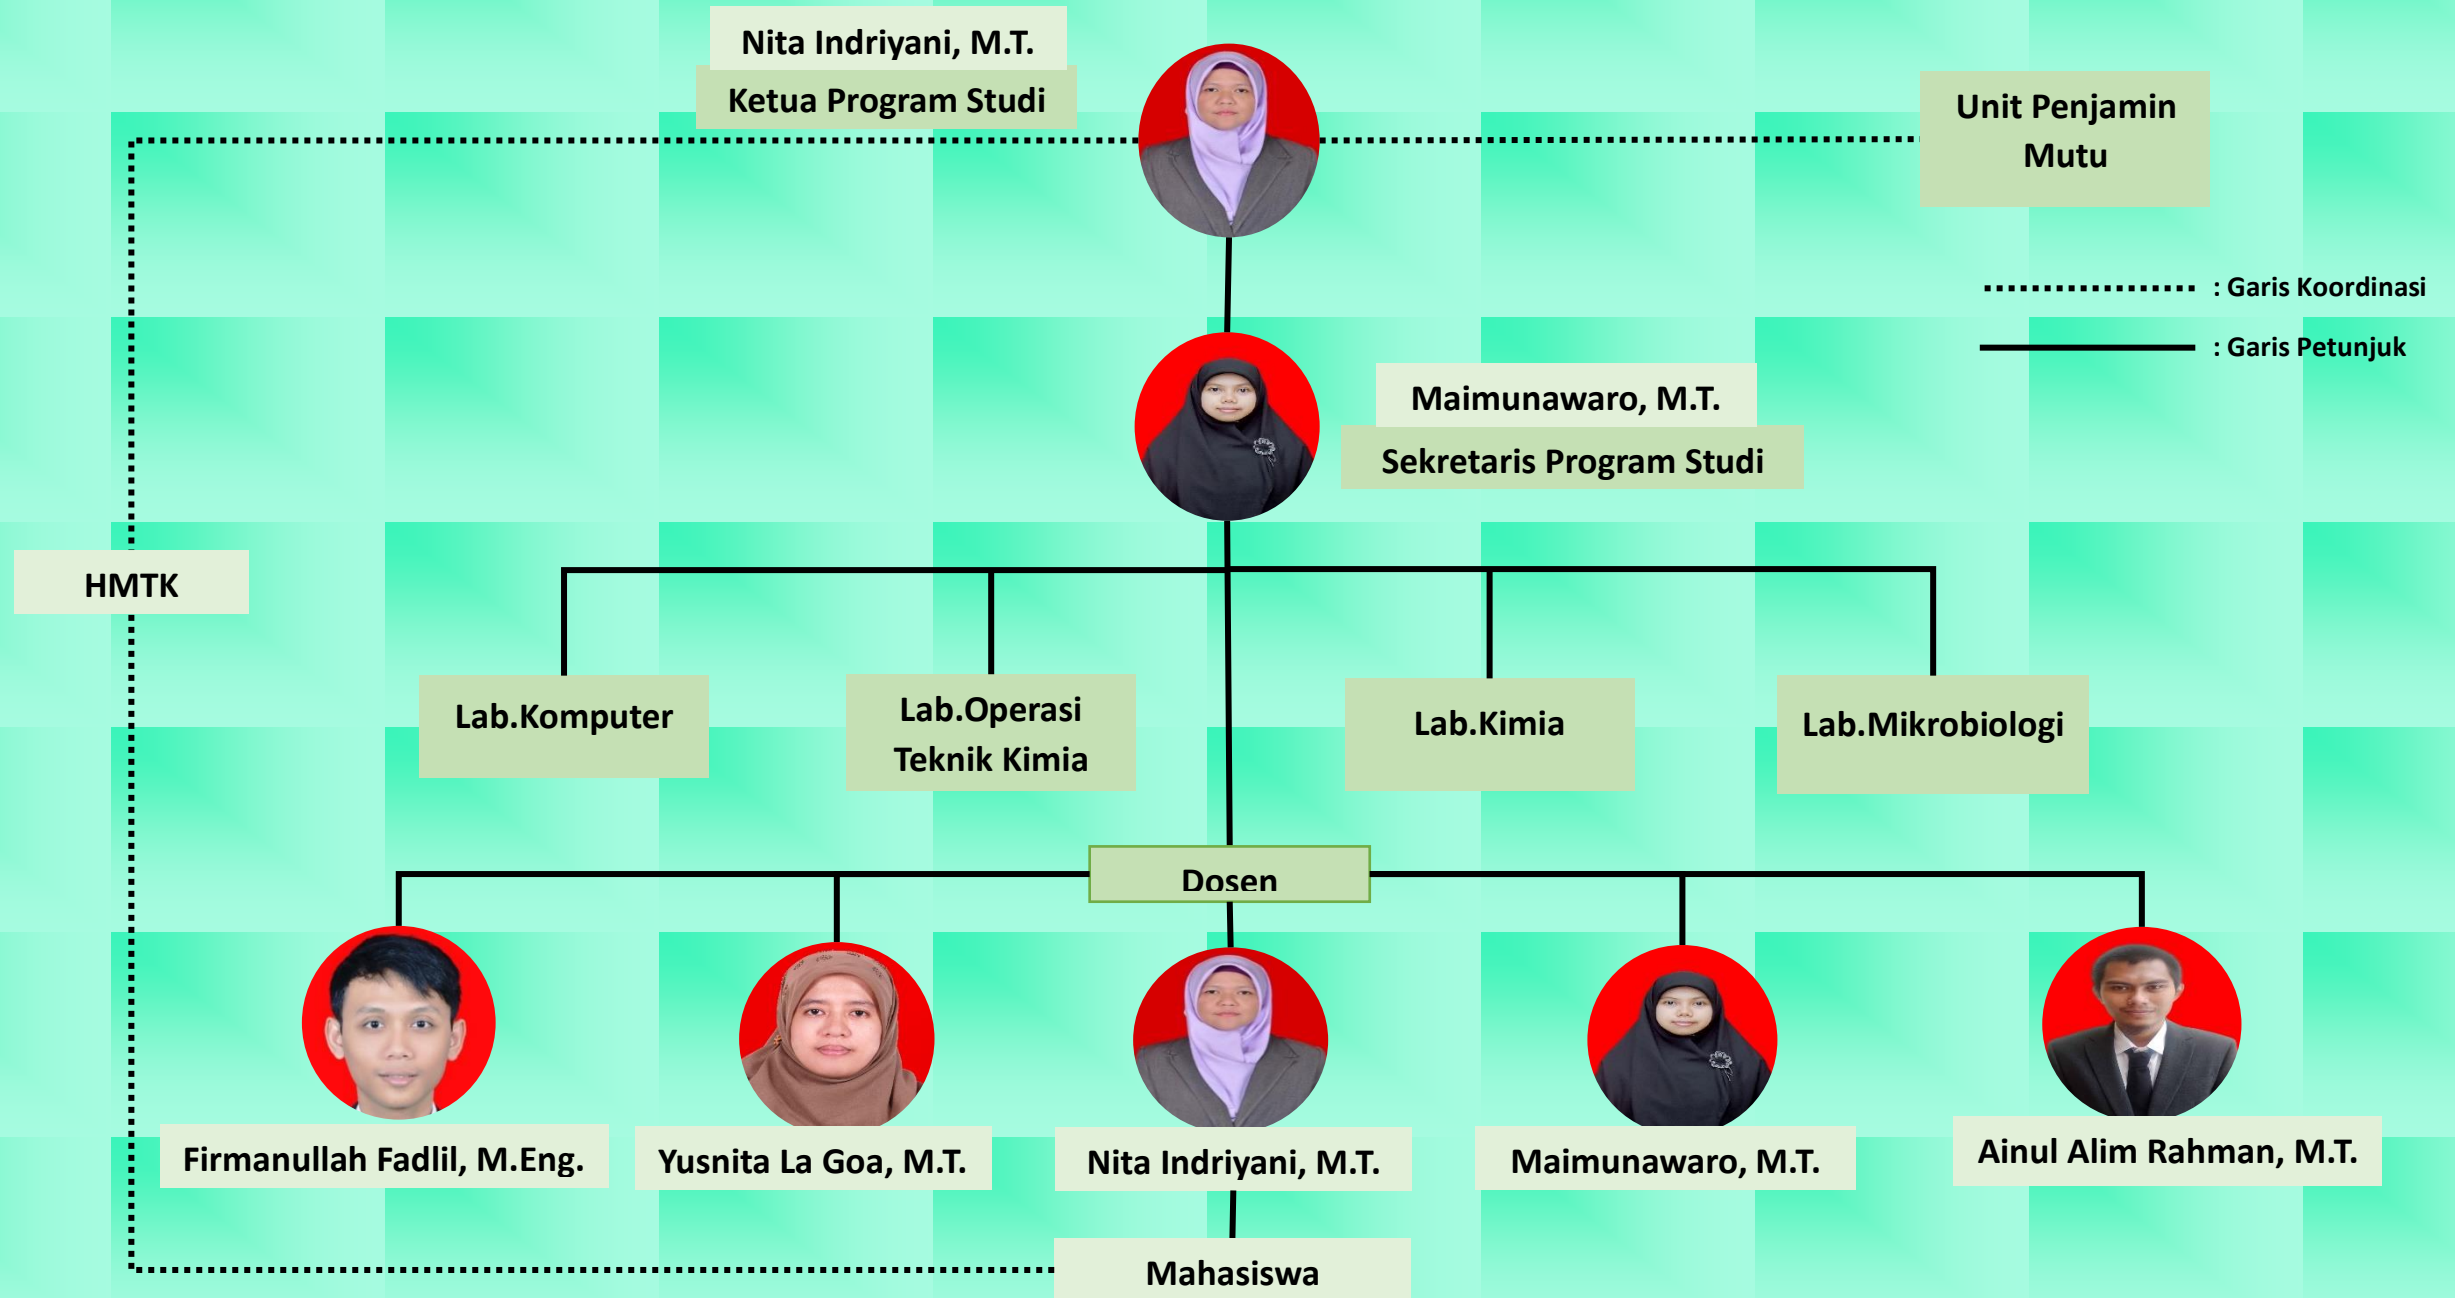 Nita Indriyani, M.T.
Ketua Program Studi
Unit Penjamin
Mutu
: Garis Koordinasi
: Garis Petunjuk
Maimunawaro, M.T.
Sekretaris Program Studi
HMTK
Lab.Komputer
Lab.Operasi
Teknik Kimia
Lab.Kimia
Lab.Mikrobiologi
Dosen
Firmanullah Fadlil, M.Eng.
Yusnita La Goa, M.T.
Nita Indriyani, M.T.
Maimunawaro, M.T.
Ainul Alim Rahman, M.T.
Mahasiswa